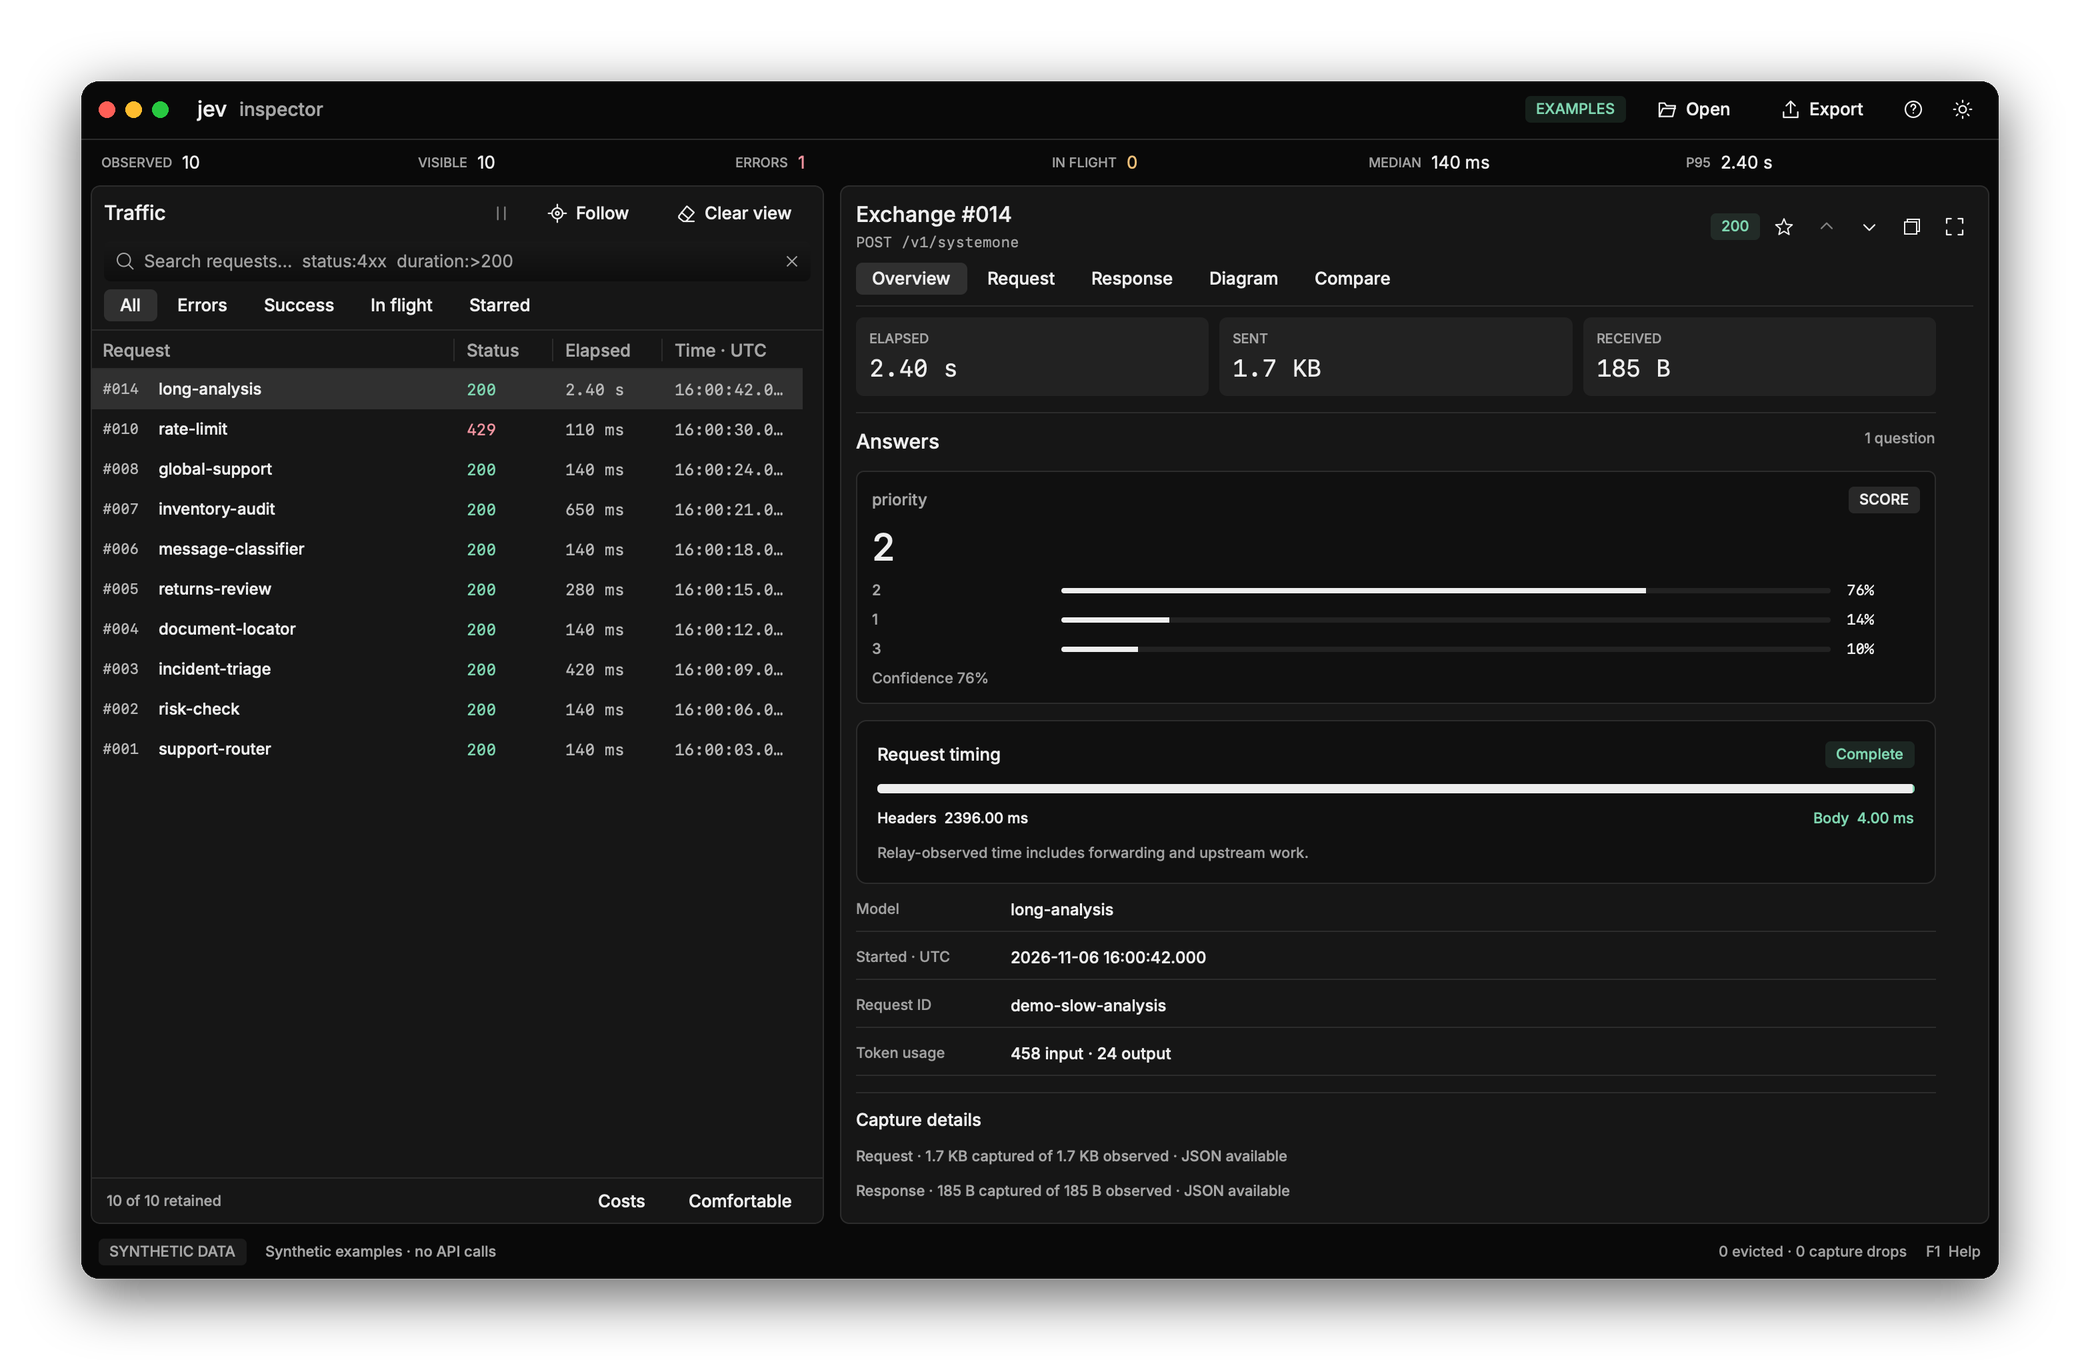 jev inspector EXAMPLES Open Export
OBSERVED 10 VISIBLE 10 ERRORS 1 IN FLIGHT 0 MEDIAN 140 ms P95 2.40 s
Traffic Follow Clear view
Search requests... status:4xx duration:>200
All Errors Success In flight Starred
Request Status Elapsed Time · UTC
#014 long-analysis 200 2.40 s 16:00:42.0…
#010 rate-limit 429 110 ms 16:00:30.0…
#008 global-support 200 140 ms 16:00:24.0…
#007 inventory-audit 200 650 ms 16:00:21.0…
#006 message-classifier 200 140 ms 16:00:18.0…
#005 returns-review 200 280 ms 16:00:15.0…
#004 document-locator 200 140 ms 16:00:12.0…
#003 incident-triage 200 420 ms 16:00:09.0…
#002 risk-check 200 140 ms 16:00:06.0…
#001 support-router 200 140 ms 16:00:03.0…
10 of 10 retained Costs Comfortable
Exchange #014 200
POST /v1/systemone
Overview Request Response Diagram Compare
ELAPSED SENT RECEIVED
2.40 s 1.7 KB 185 B
Answers 1 question
priority SCORE
2
2 76%
1 14%
3 10%
Confidence 76%
Request timing Complete
Headers 2396.00 ms Body 4.00 ms
Relay-observed time includes forwarding and upstream work.
Model long-analysis
Started · UTC 2026-11-06 16:00:42.000
Request ID demo-slow-analysis
Token usage 458 input · 24 output
Capture details
Request · 1.7 KB captured of 1.7 KB observed · JSON available
Response · 185 B captured of 185 B observed · JSON available
SYNTHETIC DATA Synthetic examples · no API calls 0 evicted · 0 capture drops F1 Help